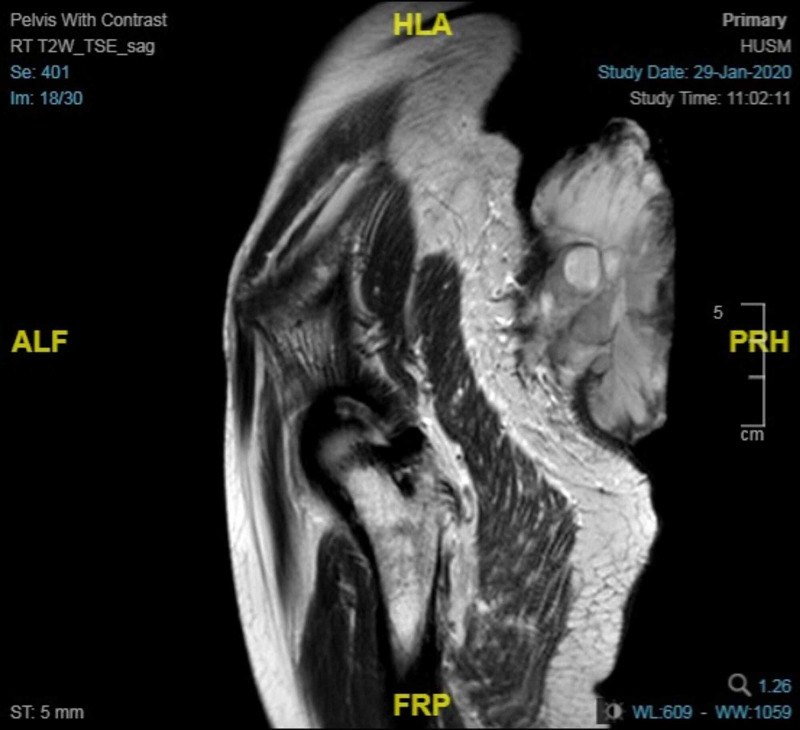 Pelvis With Contrast
RT T2W_TSE_sag
Se: 401
Im: 18/30
HLA
Primary
HUSM
Study Date: 29-Jan-2020
Study Time: 11:02:11
ALF
5
PRH
cm
ST: 5 mm
FRP
1.26
WL:609 - WW:1059